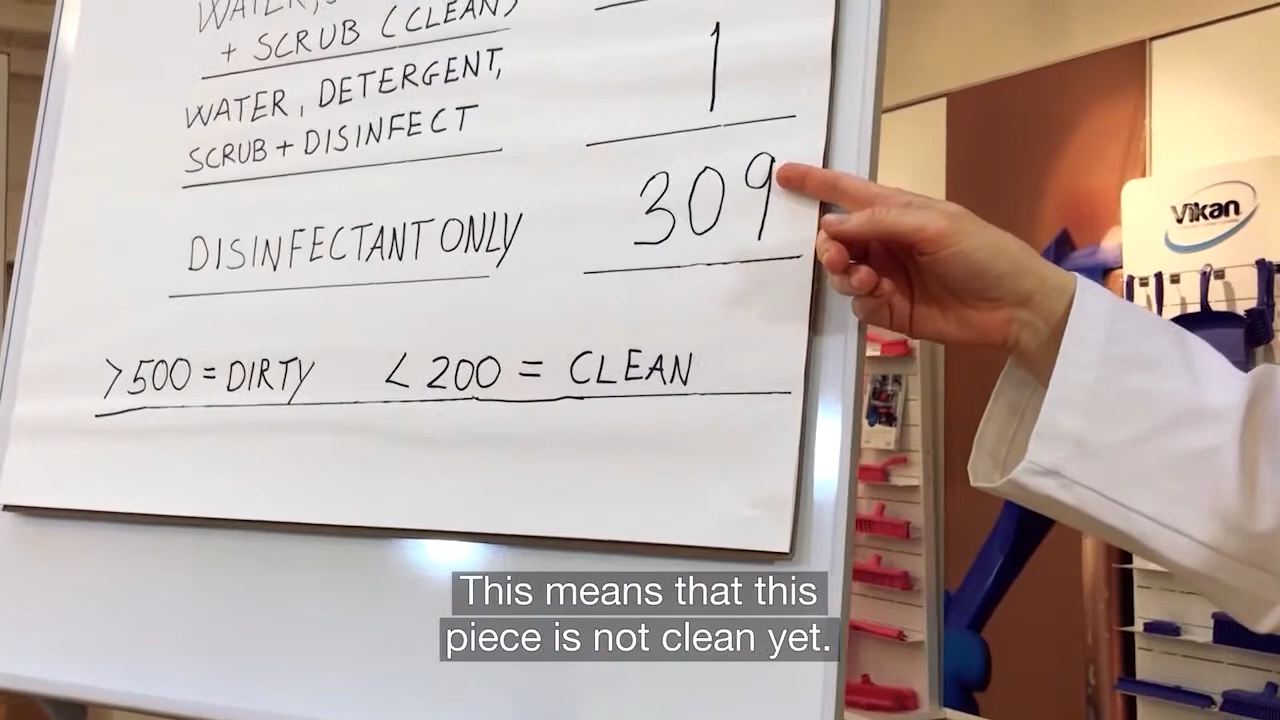 WATER,
+ SCRUB (CLEAN)
1
WATER, DETERGENT,
SCRUB + DISINFECT
309
DISINFECTANT ONLY
>500 = DIRTY < 200 = CLEAN
Vikan
This means that this
piece is not clean yet.